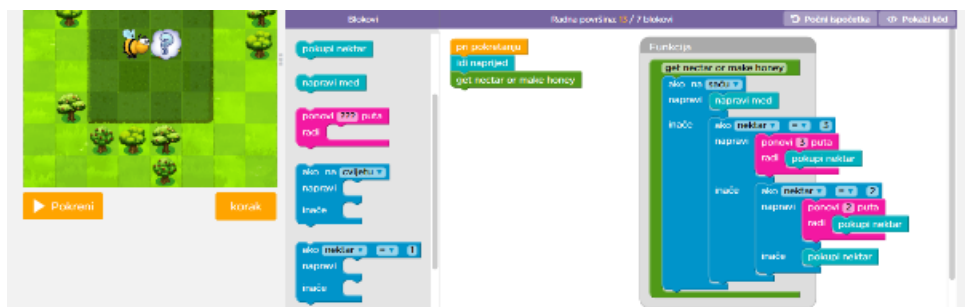 Blokovi
Radna površina: 13 / 7 blokovi
Počni ispočetka
Pokaži kôd
pokupi nektar
napravi med
ponovi ??? puta
radi
ako na cvijetu
napravi
inače
ako nektar = 1
napravi
inače
Pokreni
korak
pri pokretanju
idi naprijed
get nectar or make honey
Funkcija
get nectar or make honey
ako na saću
napravi napravi med
inače ako nektar = 3
napravi ponovi 3 puta
radi pokupi nektar
inače ako nektar = 2
napravi ponovi 2 puta
radi pokupi nektar
inače pokupi nektar